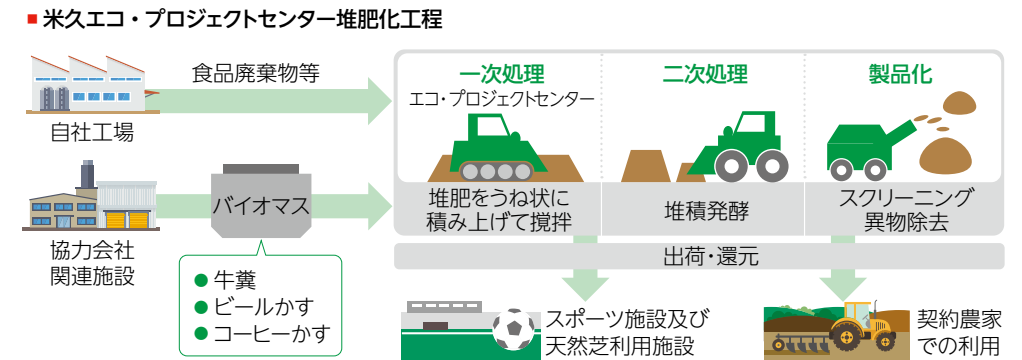 米久エコ・プロジェクトセンター堆肥化工程
食品廃棄物等
自社工場
協力会社
関連施設
バイオマス
牛糞
ビールかす
コーヒーかす
一次処理
エコ・プロジェクトセンター
堆肥をうね状に
積み上げて撹拌
二次処理
堆積発酵
製品化
スクリーニング
異物除去
出荷・還元
スポーツ施設及び
天然芝利用施設
契約農家
での利用